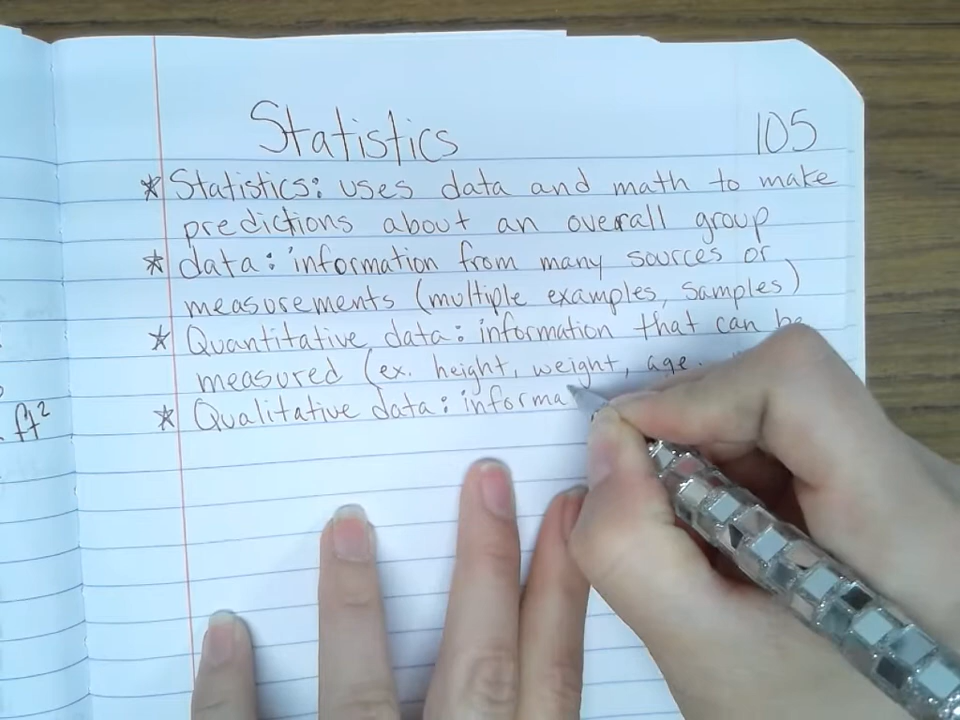 Statistics 105
* Statistics: uses data and math to make
predictions about an overall group
* data: information from many sources or
measurements (multiple examples, samples)
* Quantitative data: information that can be
measured (ex. height, weight, age,
* Qualitative data: informa
ft²